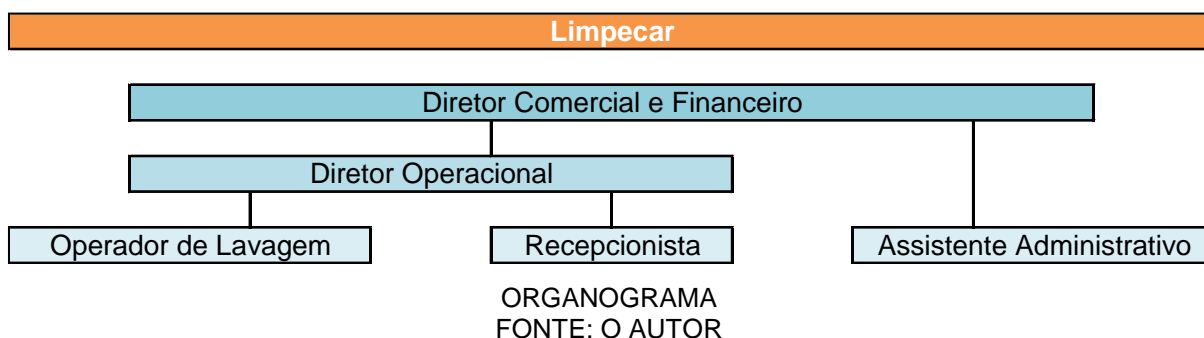 Limpecar
Diretor Comercial e Financeiro
Diretor Operacional
Operador de Lavagem
Recepcionista
Assistente Administrativo
ORGANOGRAMA
FONTE: O AUTOR